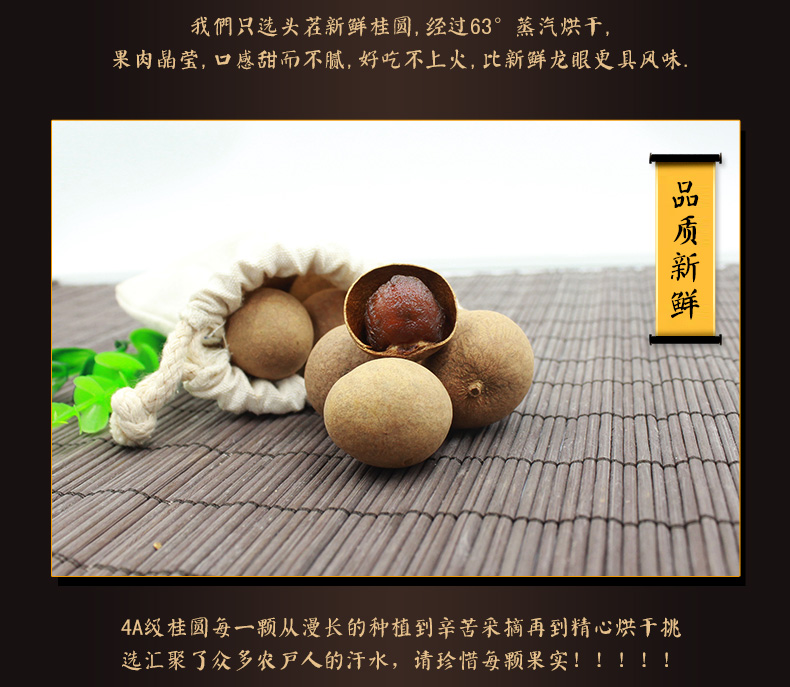 我們只选头茬新鲜桂圆,经过63°蒸汽烘干,
果肉晶莹,口感甜而不腻,好吃不上火,比新鲜龙眼更具风味.
品质新鲜
4A级桂圆每一颗从漫长的种植到辛苦采摘再到精心烘干挑
选汇聚了众多农户人的汗水，请珍惜每颗果实！！！！！